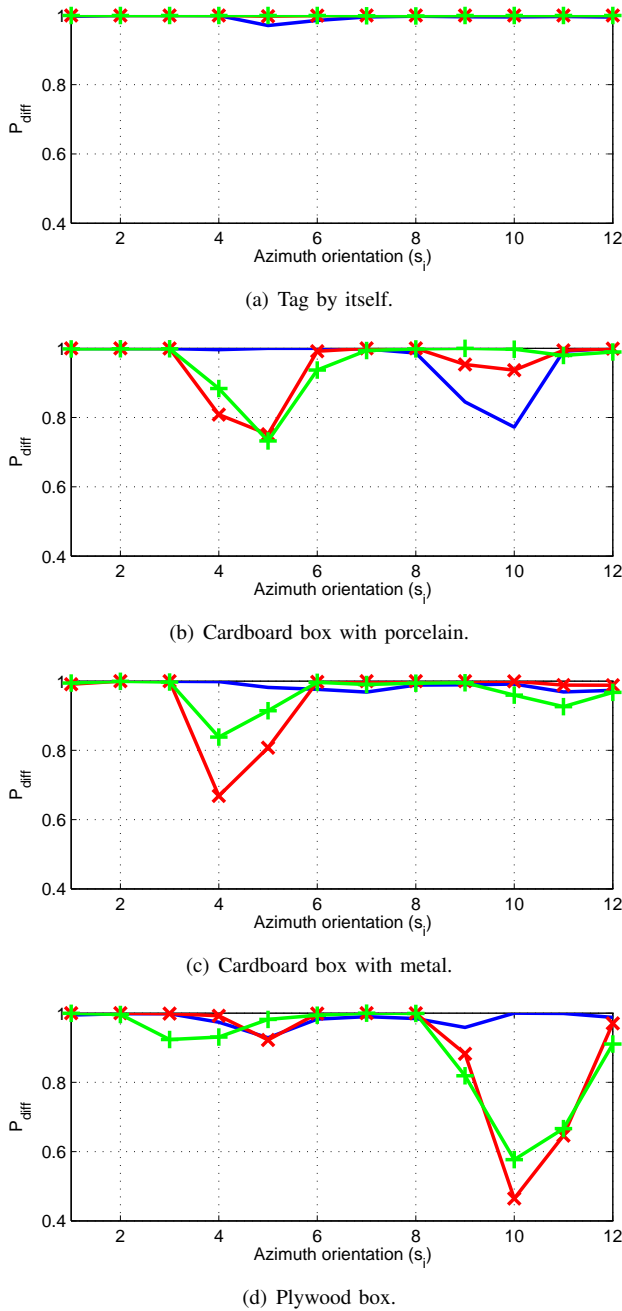 1
0.8
0.6
0.4
P_diff
2 4 6 8 10 12
Azimuth orientation (s_i)
(a) Tag by itself.
1
0.8
0.6
0.4
P_diff
2 4 6 8 10 12
Azimuth orientation (s_i)
(b) Cardboard box with porcelain.
1
0.8
0.6
0.4
P_diff
2 4 6 8 10 12
Azimuth orientation (s_i)
(c) Cardboard box with metal.
1
0.8
0.6
0.4
P_diff
2 4 6 8 10 12
Azimuth orientation (s_i)
(d) Plywood box.